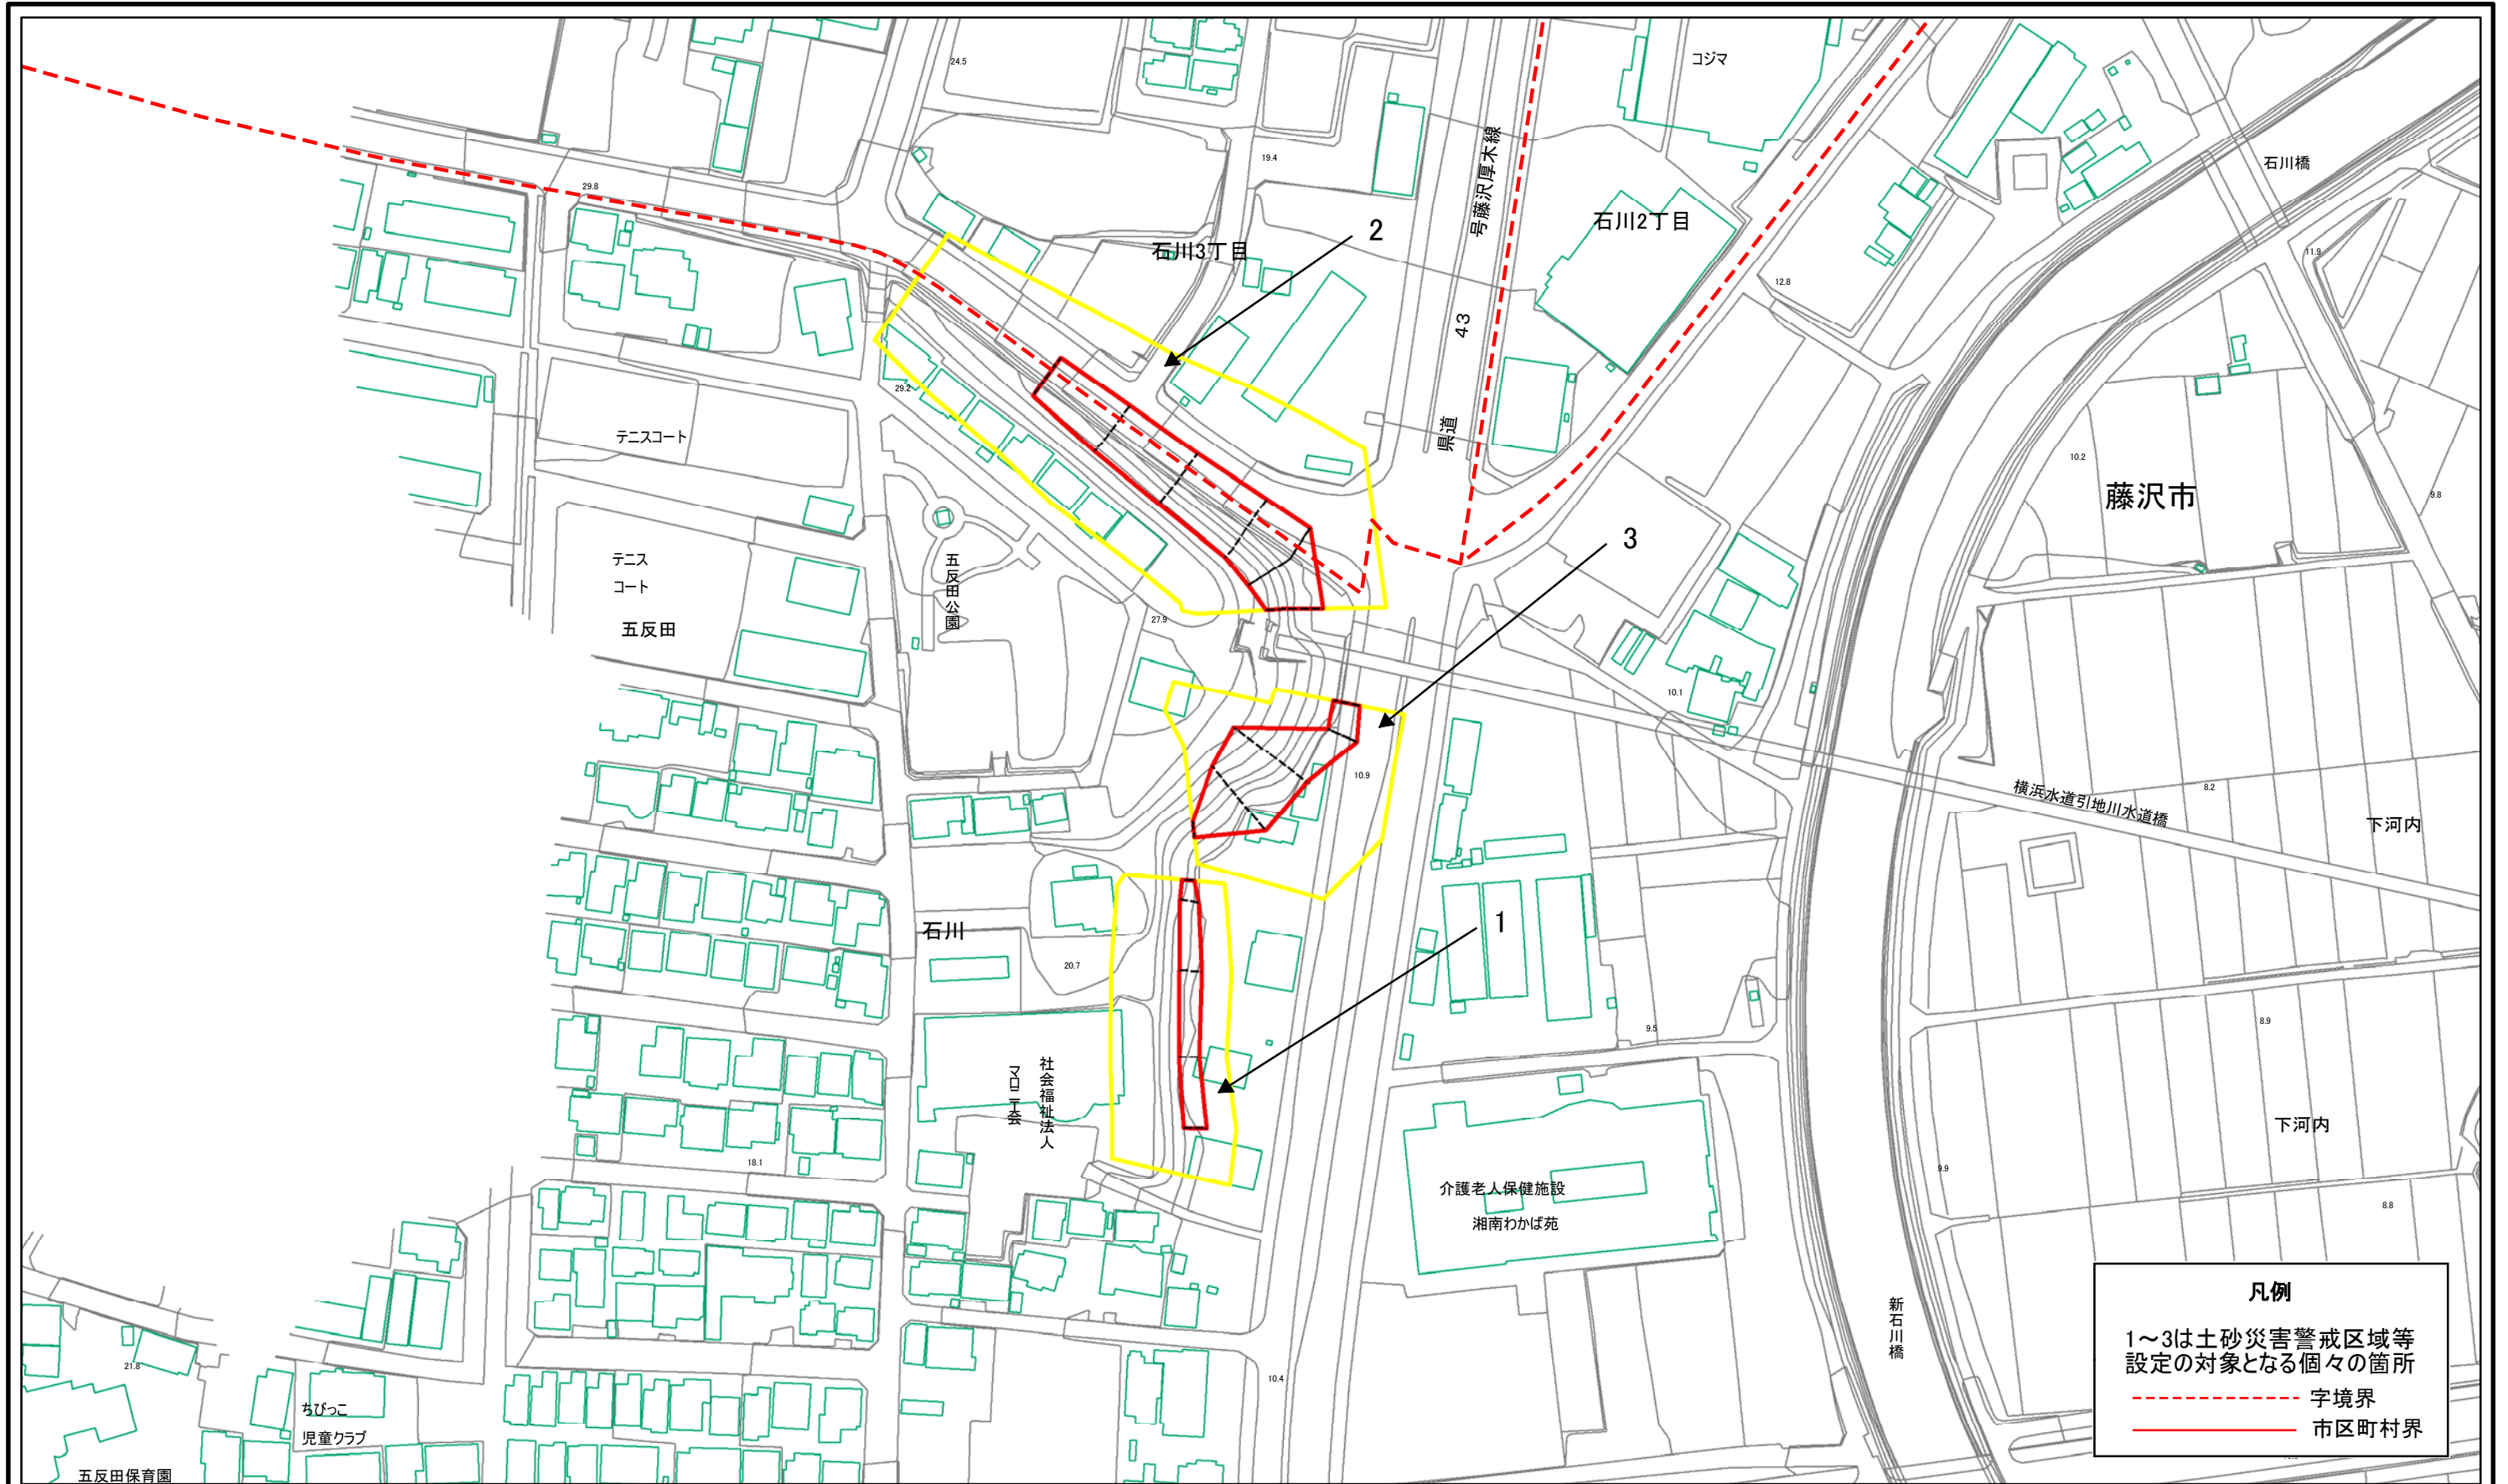 コジマ
24.5
19.4
号藤沢厚木線
石川橋
29.8
石川3丁目
2
石川2丁目
11.9
12.8
43
県道
29.2
テニスコート
10.2
藤沢市
9.8
3
テニス
コート
五反田
五反田公園
27.9
10.1
10.9
横浜水道引地川水道橋
8.2
下河内
石川
1
20.7
9.5
8.9
社会福祉法人
マロニエ会
下河内
18.1
9.9
介護老人保健施設
湘南わかば苑
8.8
新石川橋
21.8
10.4
ちびっこ
児童クラブ
五反田保育園
凡例
1～3は土砂災害警戒区域等
設定の対象となる個々の箇所
字境界
市区町村界